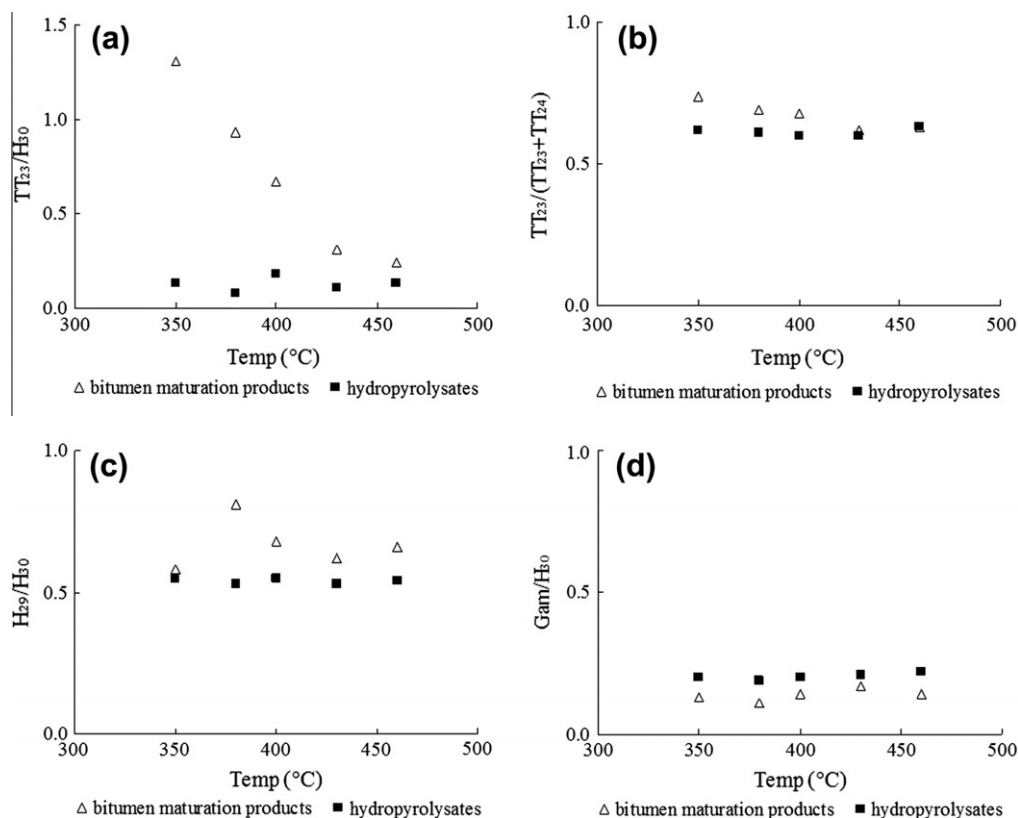 (a)
1.5
1.0
0.5
0.0
TT23/H30
300 350 400 450 500
Temp (°C)
△ bitumen maturation products ■ hydropyrolysates
(b)
1.0
0.5
0.0
TT23/(TT23+TT24)
300 350 400 450 500
Temp (°C)
△ bitumen maturation products ■ hydropyrolysates
(c)
1.0
0.5
0.0
H29/H30
300 350 400 450 500
Temp (°C)
△ bitumen maturation products ■ hydropyrolysates
(d)
1.0
0.5
0.0
Gam/H30
300 350 400 450 500
Temp (°C)
△ bitumen maturation products ■ hydropyrolysates